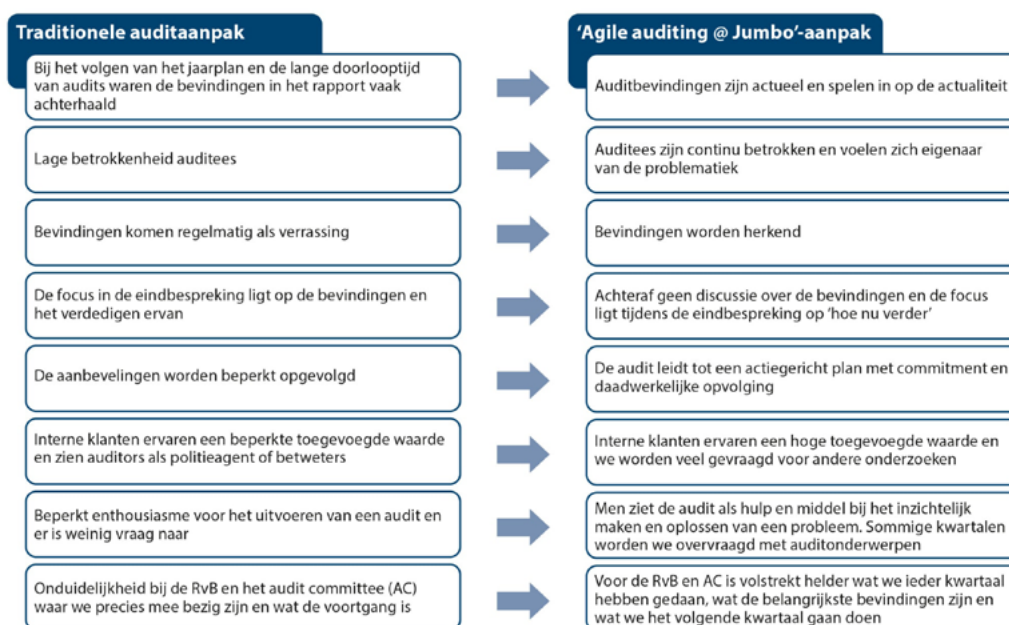 Traditionele auditaanpak
'Agile auditing @ Jumbo'-aanpak
Bij het volgen van het jaarplan en de lange doorlooptijd
van audits waren de bevindingen in het rapport vaak
achterhaald
Auditbevindingen zijn actueel en spelen in op de actualiteit
Lage betrokkenheid auditees
Auditees zijn continu betrokken en voelen zich eigenaar
van de problematiek
Bevindingen komen regelmatig als verrassing
Bevindingen worden herkend
De focus in de eindbespreking ligt op de bevindingen en
het verdedigen ervan
Achteraf geen discussie over de bevindingen en de focus
ligt tijdens de eindbespreking op 'hoe nu verder'
De aanbevelingen worden beperkt opgevolgd
De audit leidt tot een actiegericht plan met commitment en
daadwerkelijke opvolging
Interne klanten ervaren een beperkte toegevoegde waarde
en zien auditors als politieagent of betweters
Interne klanten ervaren een hoge toegevoegde waarde en
we worden veel gevraagd voor andere onderzoeken
Beperkt enthousiasme voor het uitvoeren van een audit en
er is weinig vraag naar
Men ziet de audit als hulp en middel bij het inzichtelijk
maken en oplossen van een probleem. Sommige kwartalen
worden we overvraagd met auditonderwerpen
Onduidelijkheid bij de RvB en het audit committee (AC)
waar we precies mee bezig zijn en wat de voortgang is
Voor de RvB en AC is volstrekt helder wat we ieder kwartaal
hebben gedaan, wat de belangrijkste bevindingen zijn en
wat we het volgende kwartaal gaan doen